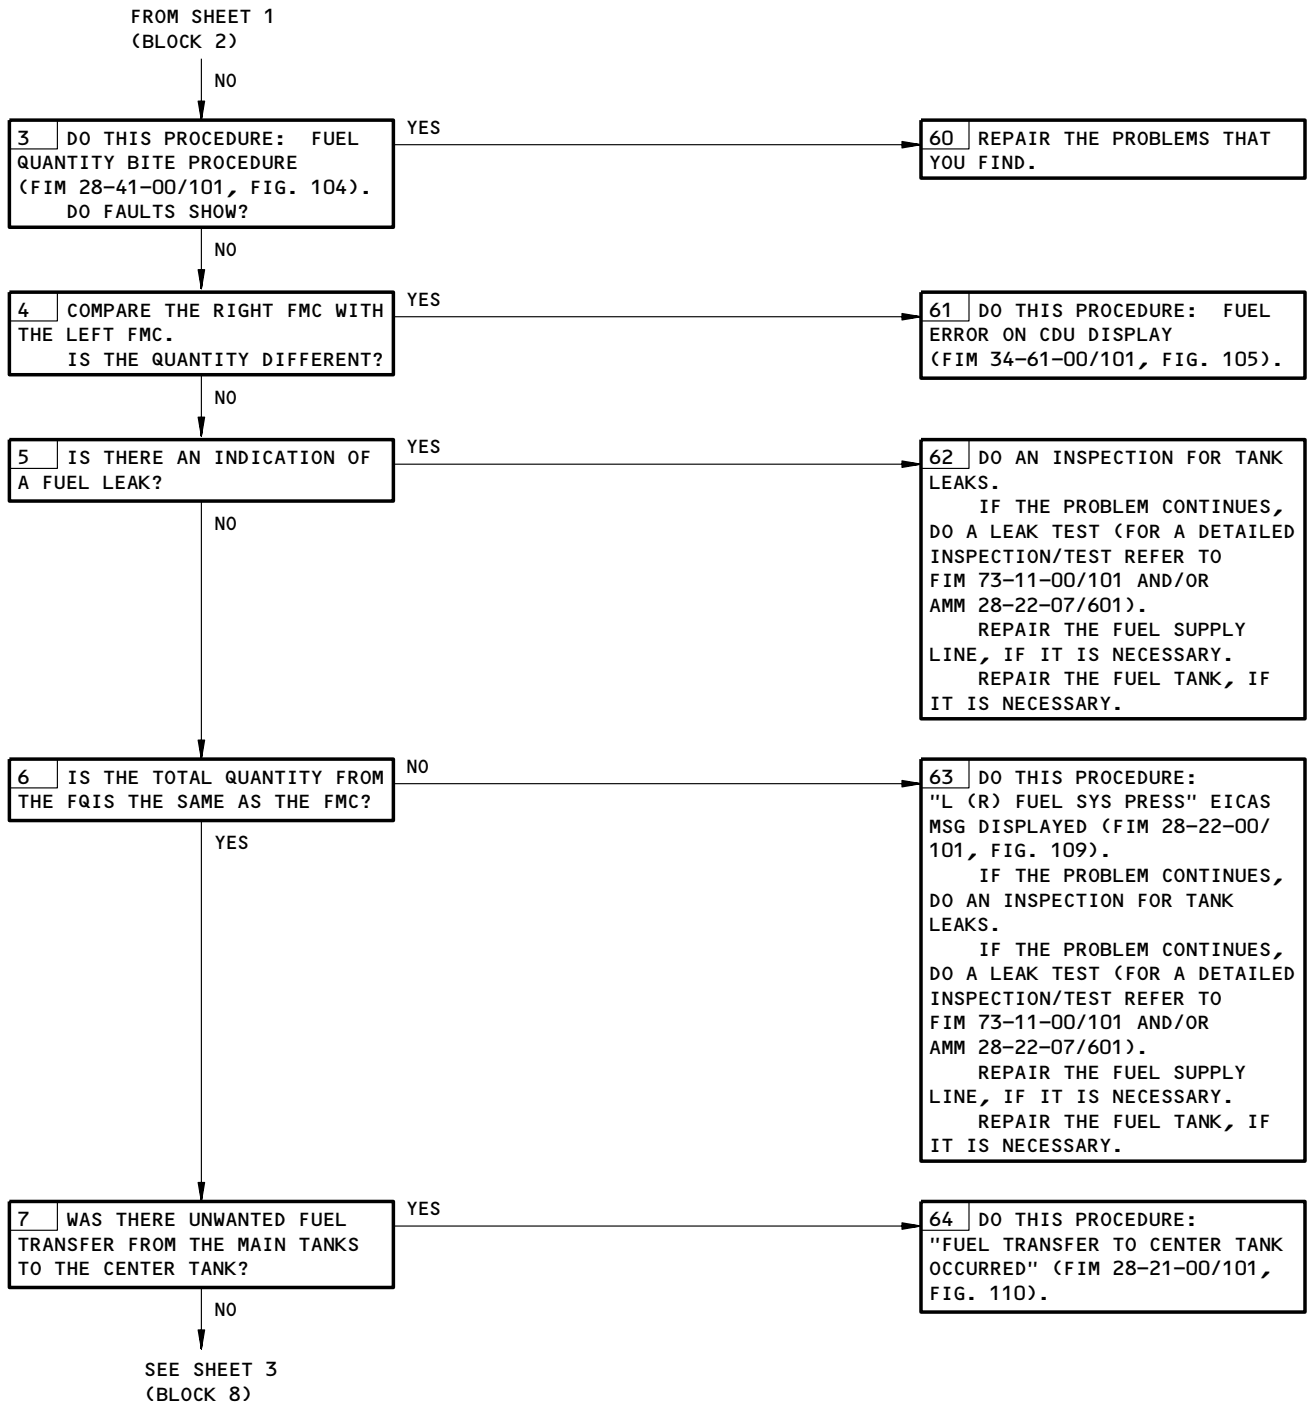 FROM SHEET 1
(BLOCK 2)
NO
3 DO THIS PROCEDURE: FUEL
QUANTITY BITE PROCEDURE
(FIM 28-41-00/101, FIG. 104).
DO FAULTS SHOW?
YES
60 REPAIR THE PROBLEMS THAT
YOU FIND.
NO
4 COMPARE THE RIGHT FMC WITH
THE LEFT FMC.
IS THE QUANTITY DIFFERENT?
YES
61 DO THIS PROCEDURE: FUEL
ERROR ON CDU DISPLAY
(FIM 34-61-00/101, FIG. 105).
NO
5 IS THERE AN INDICATION OF
A FUEL LEAK?
YES
62 DO AN INSPECTION FOR TANK
LEAKS.
IF THE PROBLEM CONTINUES,
DO A LEAK TEST (FOR A DETAILED
INSPECTION/TEST REFER TO
FIM 73-11-00/101 AND/OR
AMM 28-22-07/601).
REPAIR THE FUEL SUPPLY
LINE, IF IT IS NECESSARY.
REPAIR THE FUEL TANK, IF
IT IS NECESSARY.
NO
6 IS THE TOTAL QUANTITY FROM
THE FQIS THE SAME AS THE FMC?
NO
63 DO THIS PROCEDURE:
"L (R) FUEL SYS PRESS" EICAS
MSG DISPLAYED (FIM 28-22-00/
101, FIG. 109).
IF THE PROBLEM CONTINUES,
DO AN INSPECTION FOR TANK
LEAKS.
IF THE PROBLEM CONTINUES,
DO A LEAK TEST (FOR A DETAILED
INSPECTION/TEST REFER TO
FIM 73-11-00/101 AND/OR
AMM 28-22-07/601).
REPAIR THE FUEL SUPPLY
LINE, IF IT IS NECESSARY.
REPAIR THE FUEL TANK, IF
IT IS NECESSARY.
YES
7 WAS THERE UNWANTED FUEL
TRANSFER FROM THE MAIN TANKS
TO THE CENTER TANK?
YES
64 DO THIS PROCEDURE:
"FUEL TRANSFER TO CENTER TANK
OCCURRED" (FIM 28-21-00/101,
FIG. 110).
NO
SEE SHEET 3
(BLOCK 8)